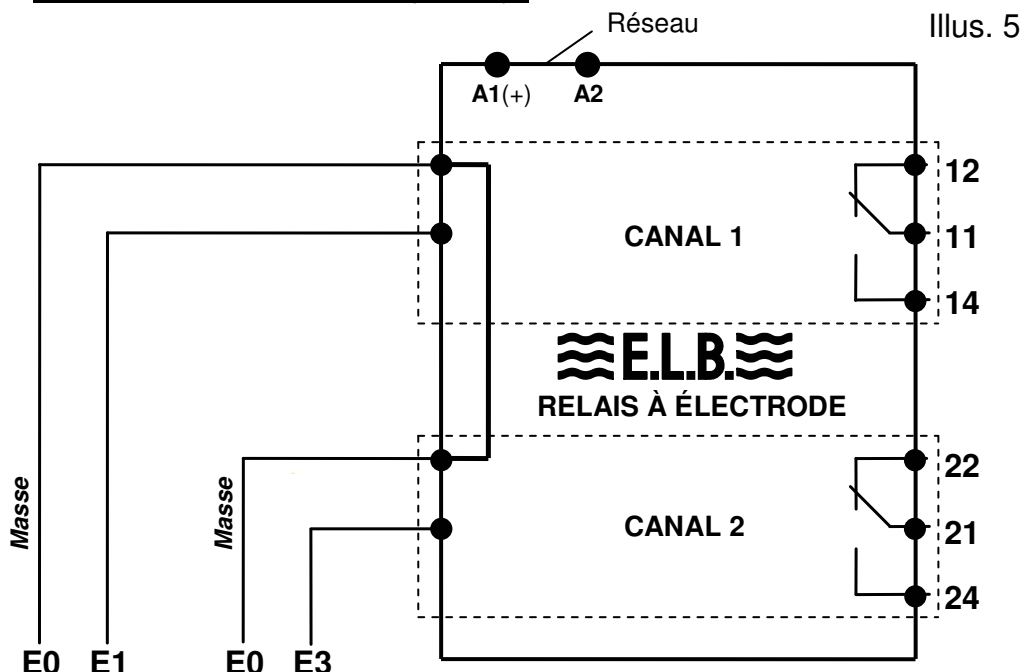 Réseau
Illus. 5
A1(+)
A2
12
CANAL 1
11
14
E.L.B.
RELAIS À ÉLECTRODE
22
Masse
Masse
CANAL 2
21
24
E0
E1
E0
E3